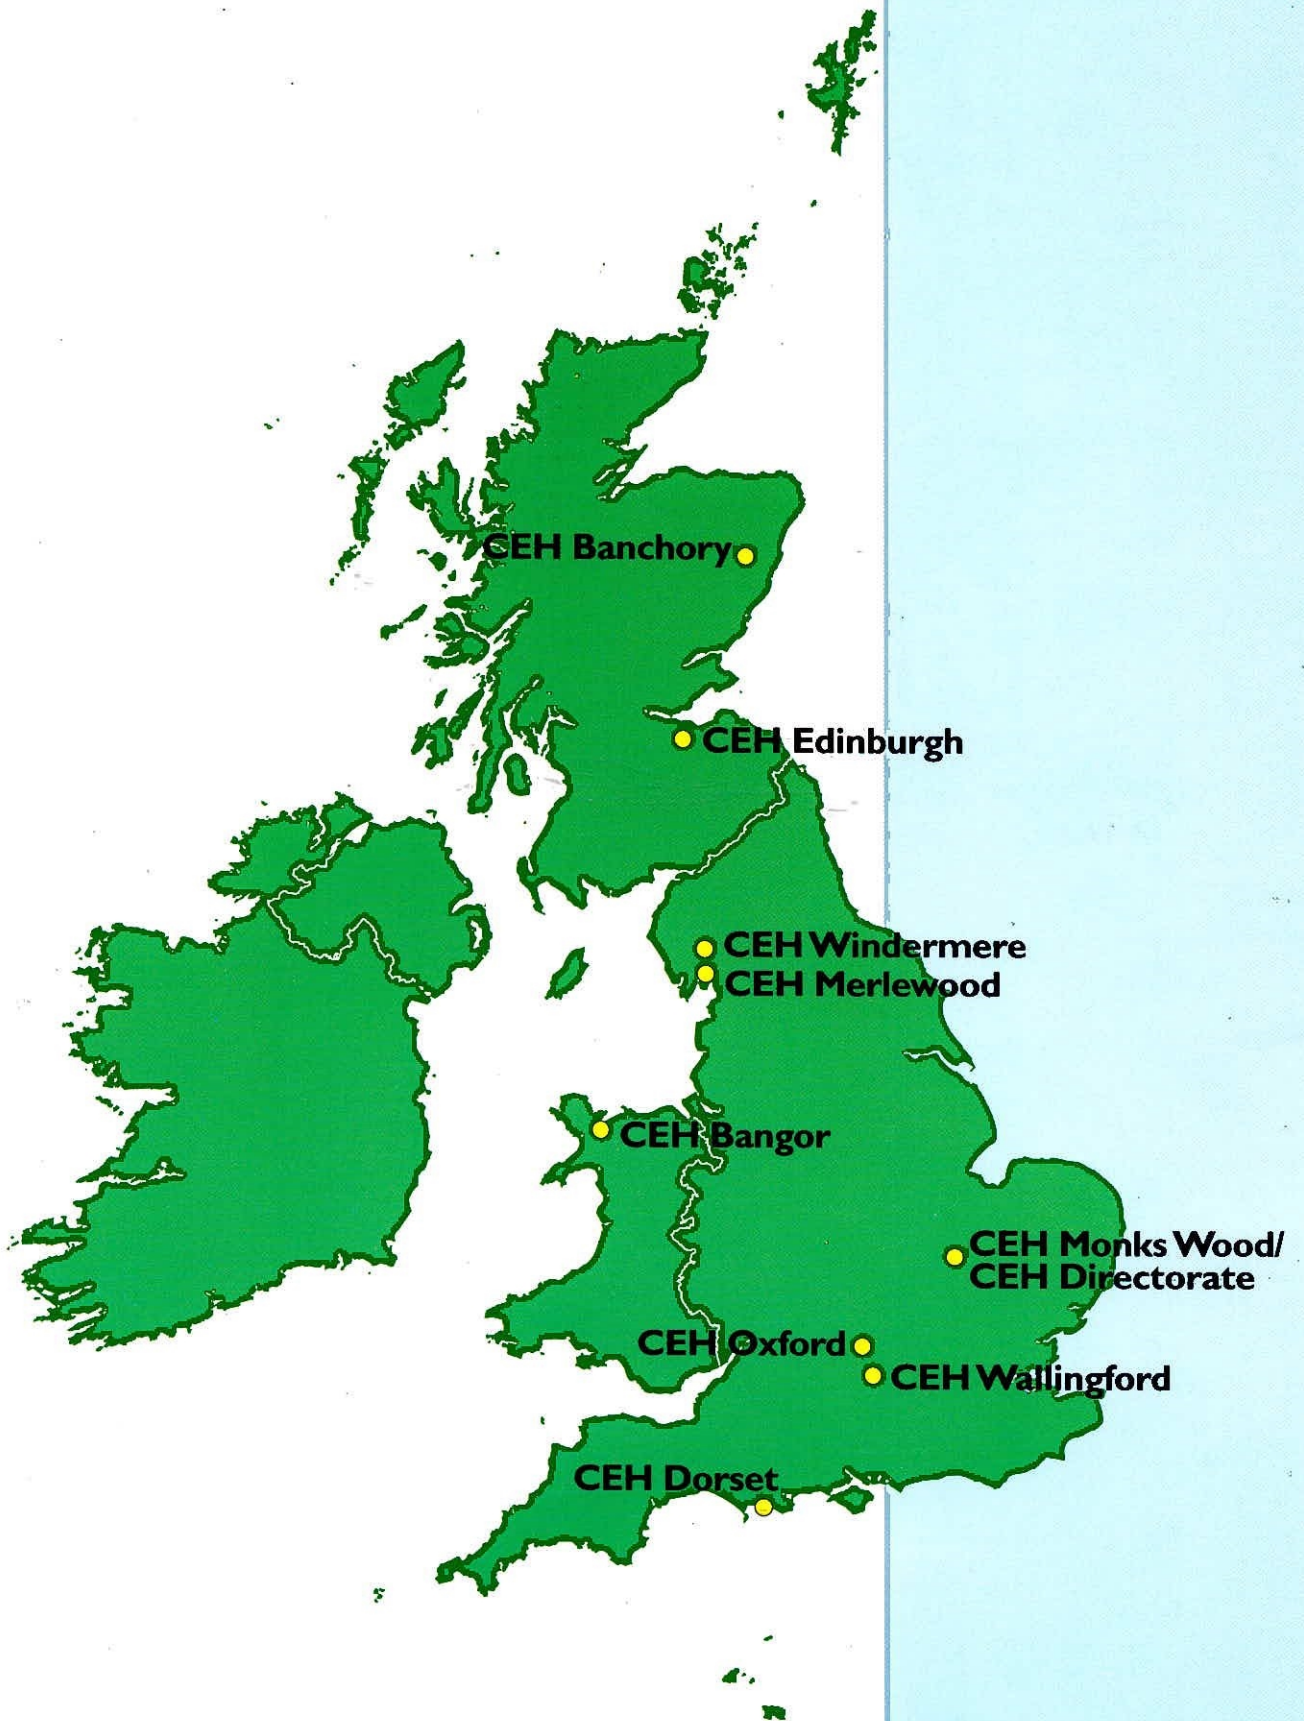 CEH Banchory
CEH Edinburgh
CEH Windermere
CEH Merlewood
CEH Bangor
CEH Monks Wood/
CEH Directorate
CEH Oxford
CEH Wallingford
CEH Dorset